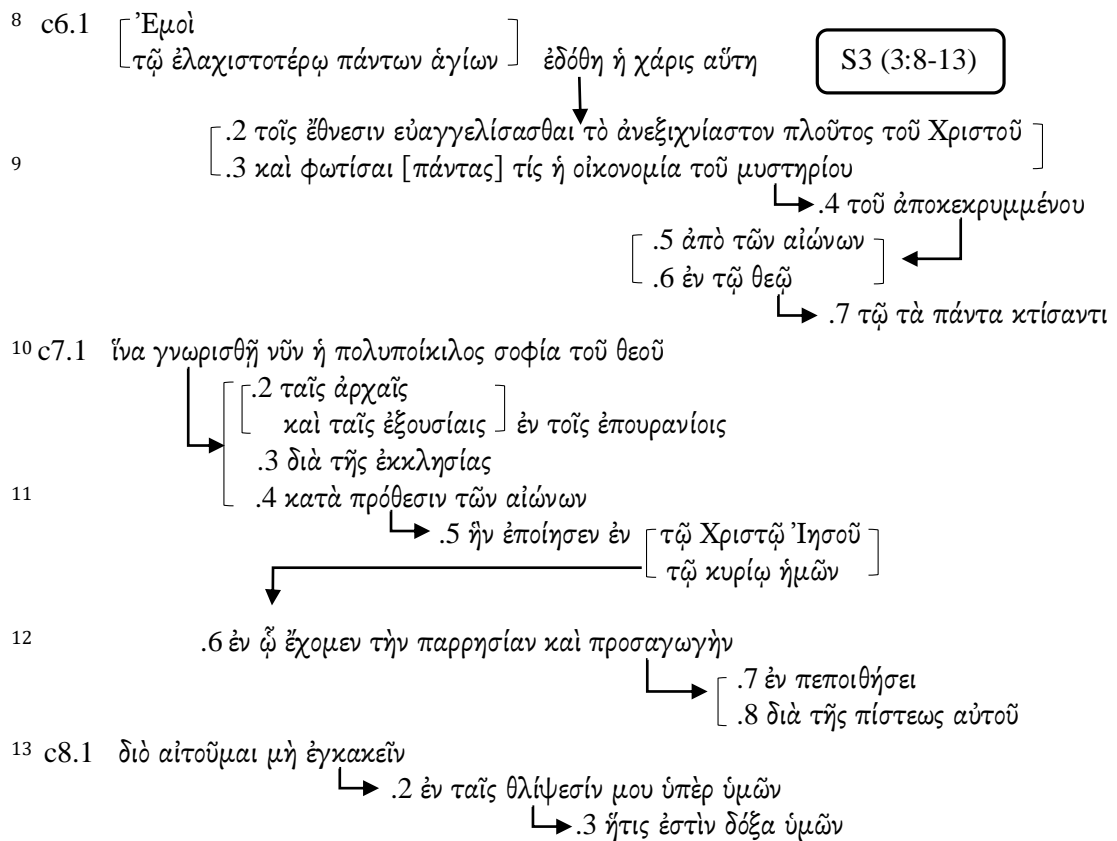 8 c6.1 Ἐμοὶ
τῷ ἐλαχιστοτέρῳ πάντων ἁγίων ἐδόθη ἡ χάρις αὕτη
S3 (3:8-13)
.2 τοῖς ἔθνεσιν εὐαγγελίσασθαι τὸ ἀνεξιχνίαστον πλοῦτος τοῦ Χριστοῦ
9 .3 καὶ φωτίσαι [πάντας] τίς ἡ οἰκονομία τοῦ μυστηρίου
.4 τοῦ ἀποκεκρυμμένου
.5 ἀπὸ τῶν αἰώνων
.6 ἐν τῷ θεῷ
.7 τῷ τὰ πάντα κτίσαντι
10 c7.1 ἵνα γνωρισθῇ νῦν ἡ πολυποίκιλος σοφία τοῦ θεοῦ
.2 ταῖς ἀρχαῖς
καὶ ταῖς ἐξουσίαις ἐν τοῖς ἐπουρανίοις
.3 διὰ τῆς ἐκκλησίας
11 .4 κατὰ πρόθεσιν τῶν αἰώνων
.5 ἣν ἐποίησεν ἐν τῷ Χριστῷ Ἰησοῦ
τῷ κυρίῳ ἡμῶν
12 .6 ἐν ᾧ ἔχομεν τὴν παρρησίαν καὶ προσαγωγὴν
.7 ἐν πεποιθήσει
.8 διὰ τῆς πίστεως αὐτοῦ
13 c8.1 διὸ αἰτοῦμαι μὴ ἐγκακεῖν
.2 ἐν ταῖς θλίψεσίν μου ὑπὲρ ὑμῶν
.3 ἥτις ἐστὶν δόξα ὑμῶν